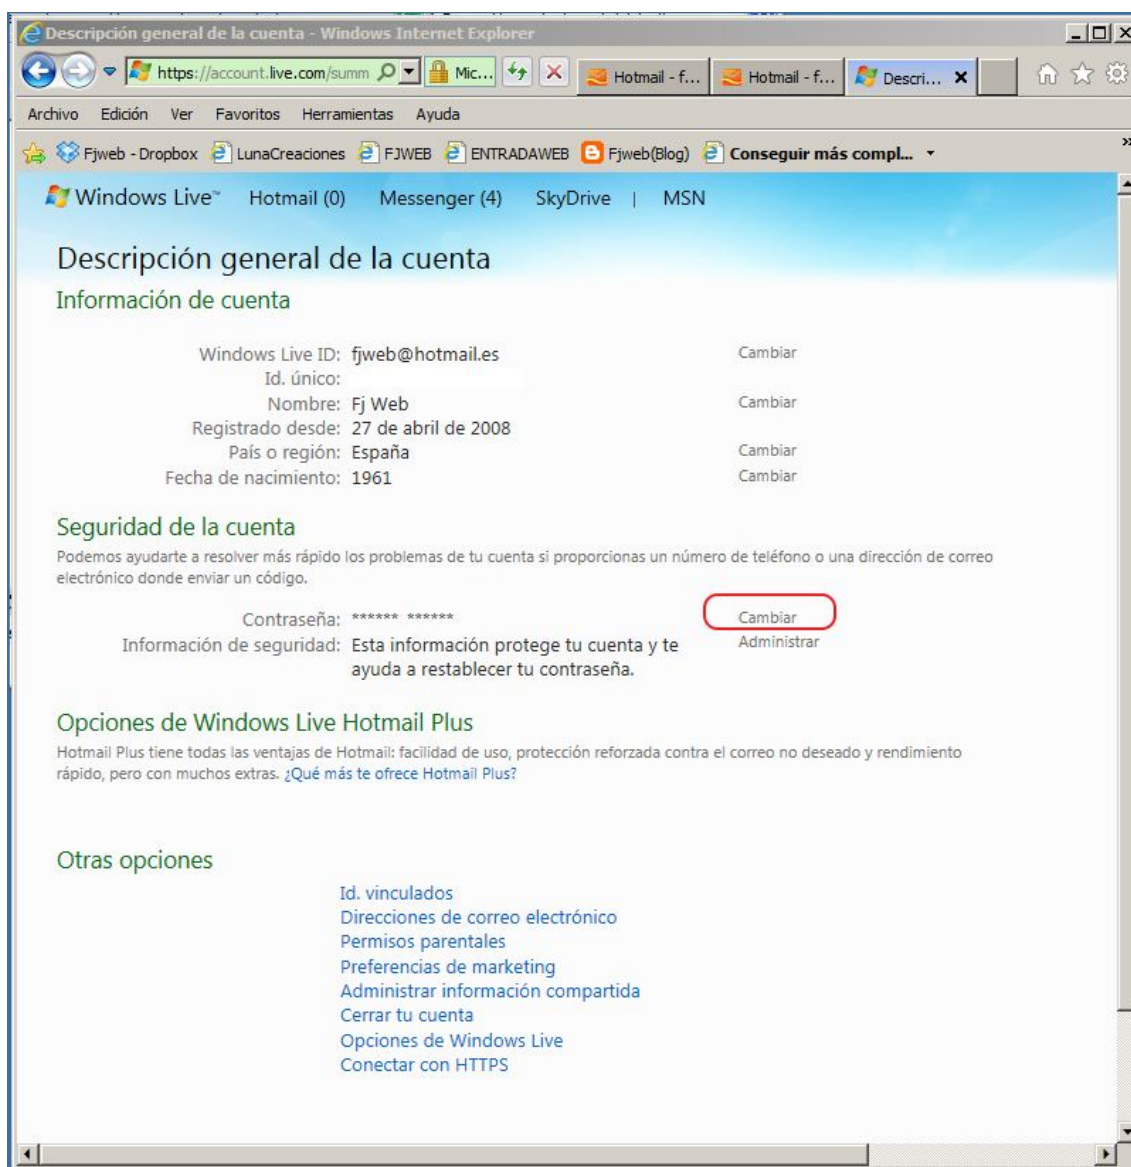 Descripción general de la cuenta - Windows Internet Explorer
https://account.live.com/summ Mic... Hotmail - f... Hotmail - f... Descri...
Archivo Edición Ver Favoritos Herramientas Ayuda
Fjweb - Dropbox LunaCreaciones FJWEB ENTRADAWEB Fjweb(Blog) Conseguir más compl... »
Windows Live™ Hotmail (0) Messenger (4) SkyDrive | MSN
Descripción general de la cuenta
Información de cuenta
Windows Live ID: fjweb@hotmail.es Cambiar
Id. único:
Nombre: Fj Web Cambiar
Registrado desde: 27 de abril de 2008
País o región: España Cambiar
Fecha de nacimiento: 1961 Cambiar
Seguridad de la cuenta
Podemos ayudarte a resolver más rápido los problemas de tu cuenta si proporcionas un número de teléfono o una dirección de correo
electrónico donde enviar un código.
Contraseña: ****** ****** Cambiar
Información de seguridad: Esta información protege tu cuenta y te Administrar
ayuda a restablecer tu contraseña.
Opciones de Windows Live Hotmail Plus
Hotmail Plus tiene todas las ventajas de Hotmail: facilidad de uso, protección reforzada contra el correo no deseado y rendimiento
rápido, pero con muchos extras. ¿Qué más te ofrece Hotmail Plus?
Otras opciones
Id. vinculados
Direcciones de correo electrónico
Permisos parentales
Preferencias de marketing
Administrar información compartida
Cerrar tu cuenta
Opciones de Windows Live
Conectar con HTTPS